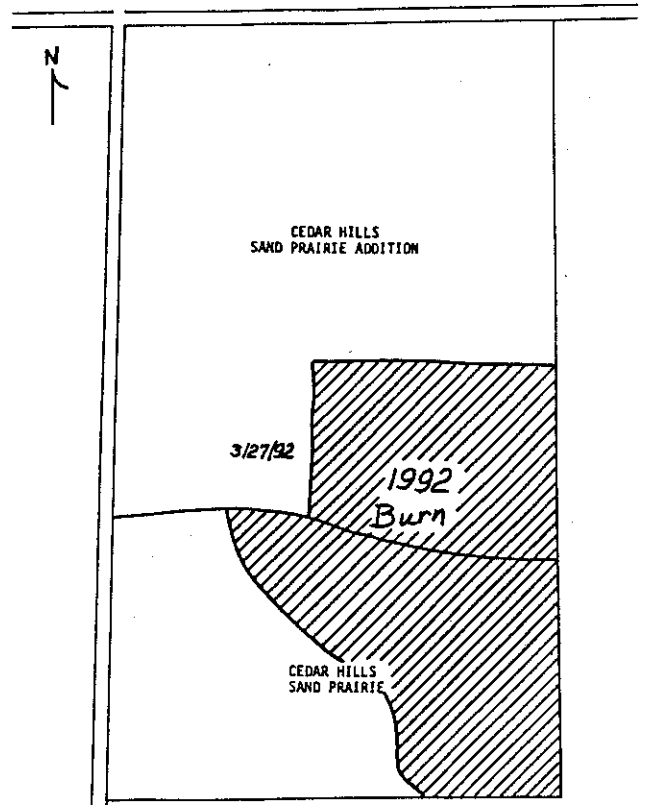 N
CEDAR HILLS
SAND PRAIRIE ADDITION
3/27/92
1992
Burn
CEDAR HILLS
SAND PRAIRIE